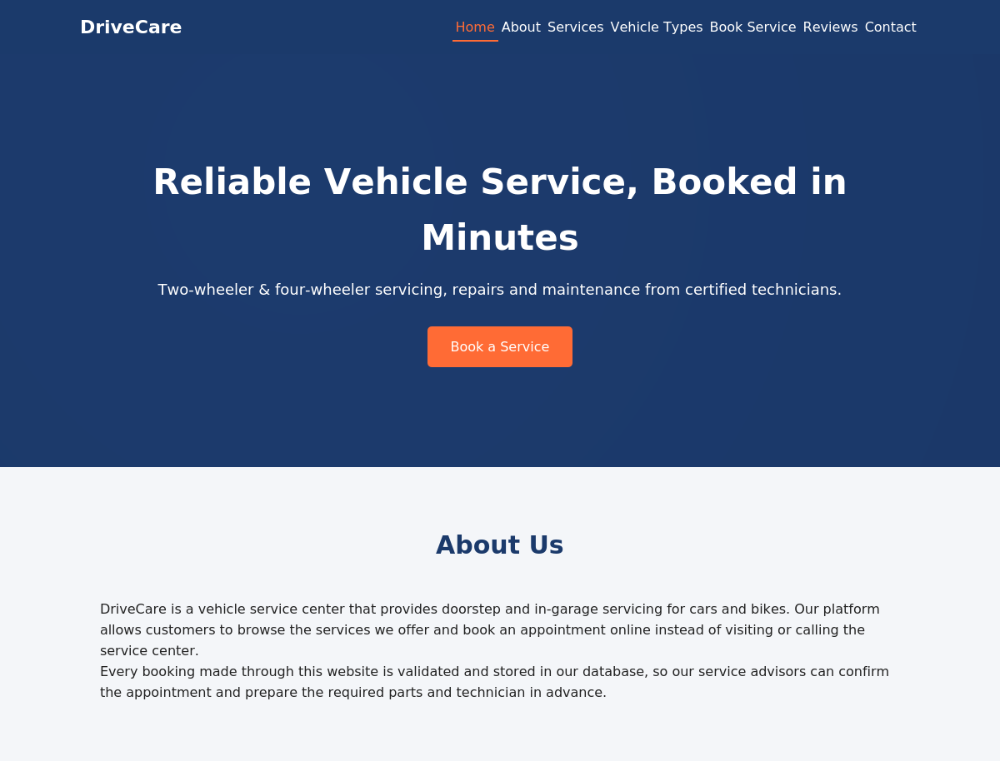 DriveCare
Home About Services Vehicle Types Book Service Reviews Contact
Reliable Vehicle Service, Booked in
Minutes
Two-wheeler & four-wheeler servicing, repairs and maintenance from certified technicians.
Book a Service
About Us
DriveCare is a vehicle service center that provides doorstep and in-garage servicing for cars and bikes. Our platform
allows customers to browse the services we offer and book an appointment online instead of visiting or calling the
service center.
Every booking made through this website is validated and stored in our database, so our service advisors can confirm
the appointment and prepare the required parts and technician in advance.